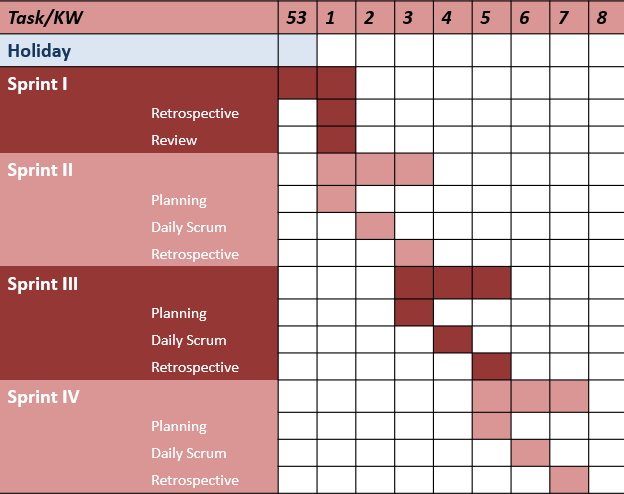 Task/KW 53 1 2 3 4 5 6 7 8
Holiday
Sprint I
Retrospective
Review
Sprint II
Planning
Daily Scrum
Retrospective
Sprint III
Planning
Daily Scrum
Retrospective
Sprint IV
Planning
Daily Scrum
Retrospective